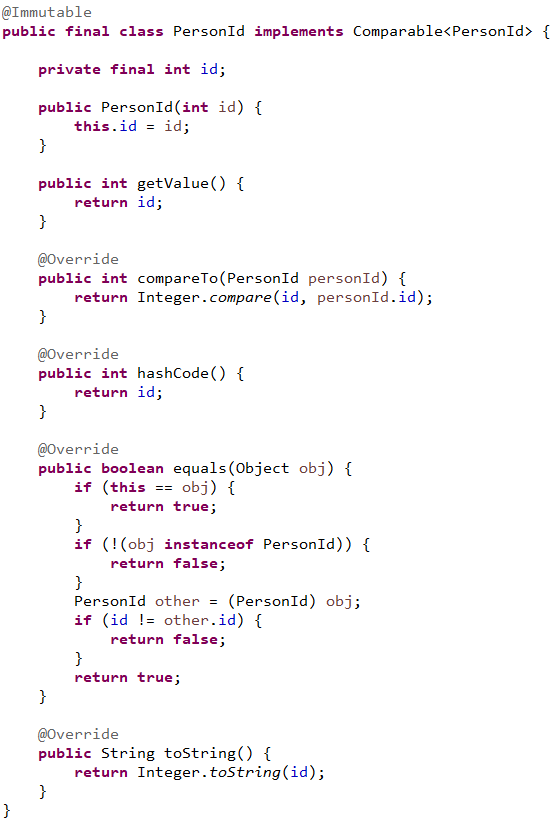 @Immutable
public final class PersonId implements Comparable<PersonId> {
private final int id;
public PersonId(int id) {
this.id = id;
}
public int getValue() {
return id;
}
@Override
public int compareTo(PersonId personId) {
return Integer.compare(id, personId.id);
}
@Override
public int hashCode() {
return id;
}
@Override
public boolean equals(Object obj) {
if (this == obj) {
return true;
}
if (!(obj instanceof PersonId)) {
return false;
}
PersonId other = (PersonId) obj;
if (id != other.id) {
return false;
}
return true;
}
@Override
public String toString() {
return Integer.toString(id);
}
}